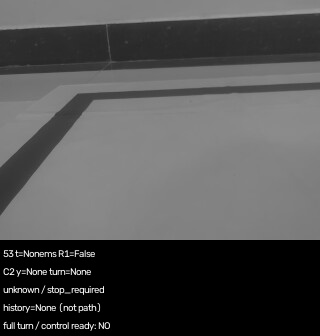 53 t=Nonems R1=False
C2 y=None turn=None
unknown / stop_required
history=None (not path)
full turn / control ready: NO